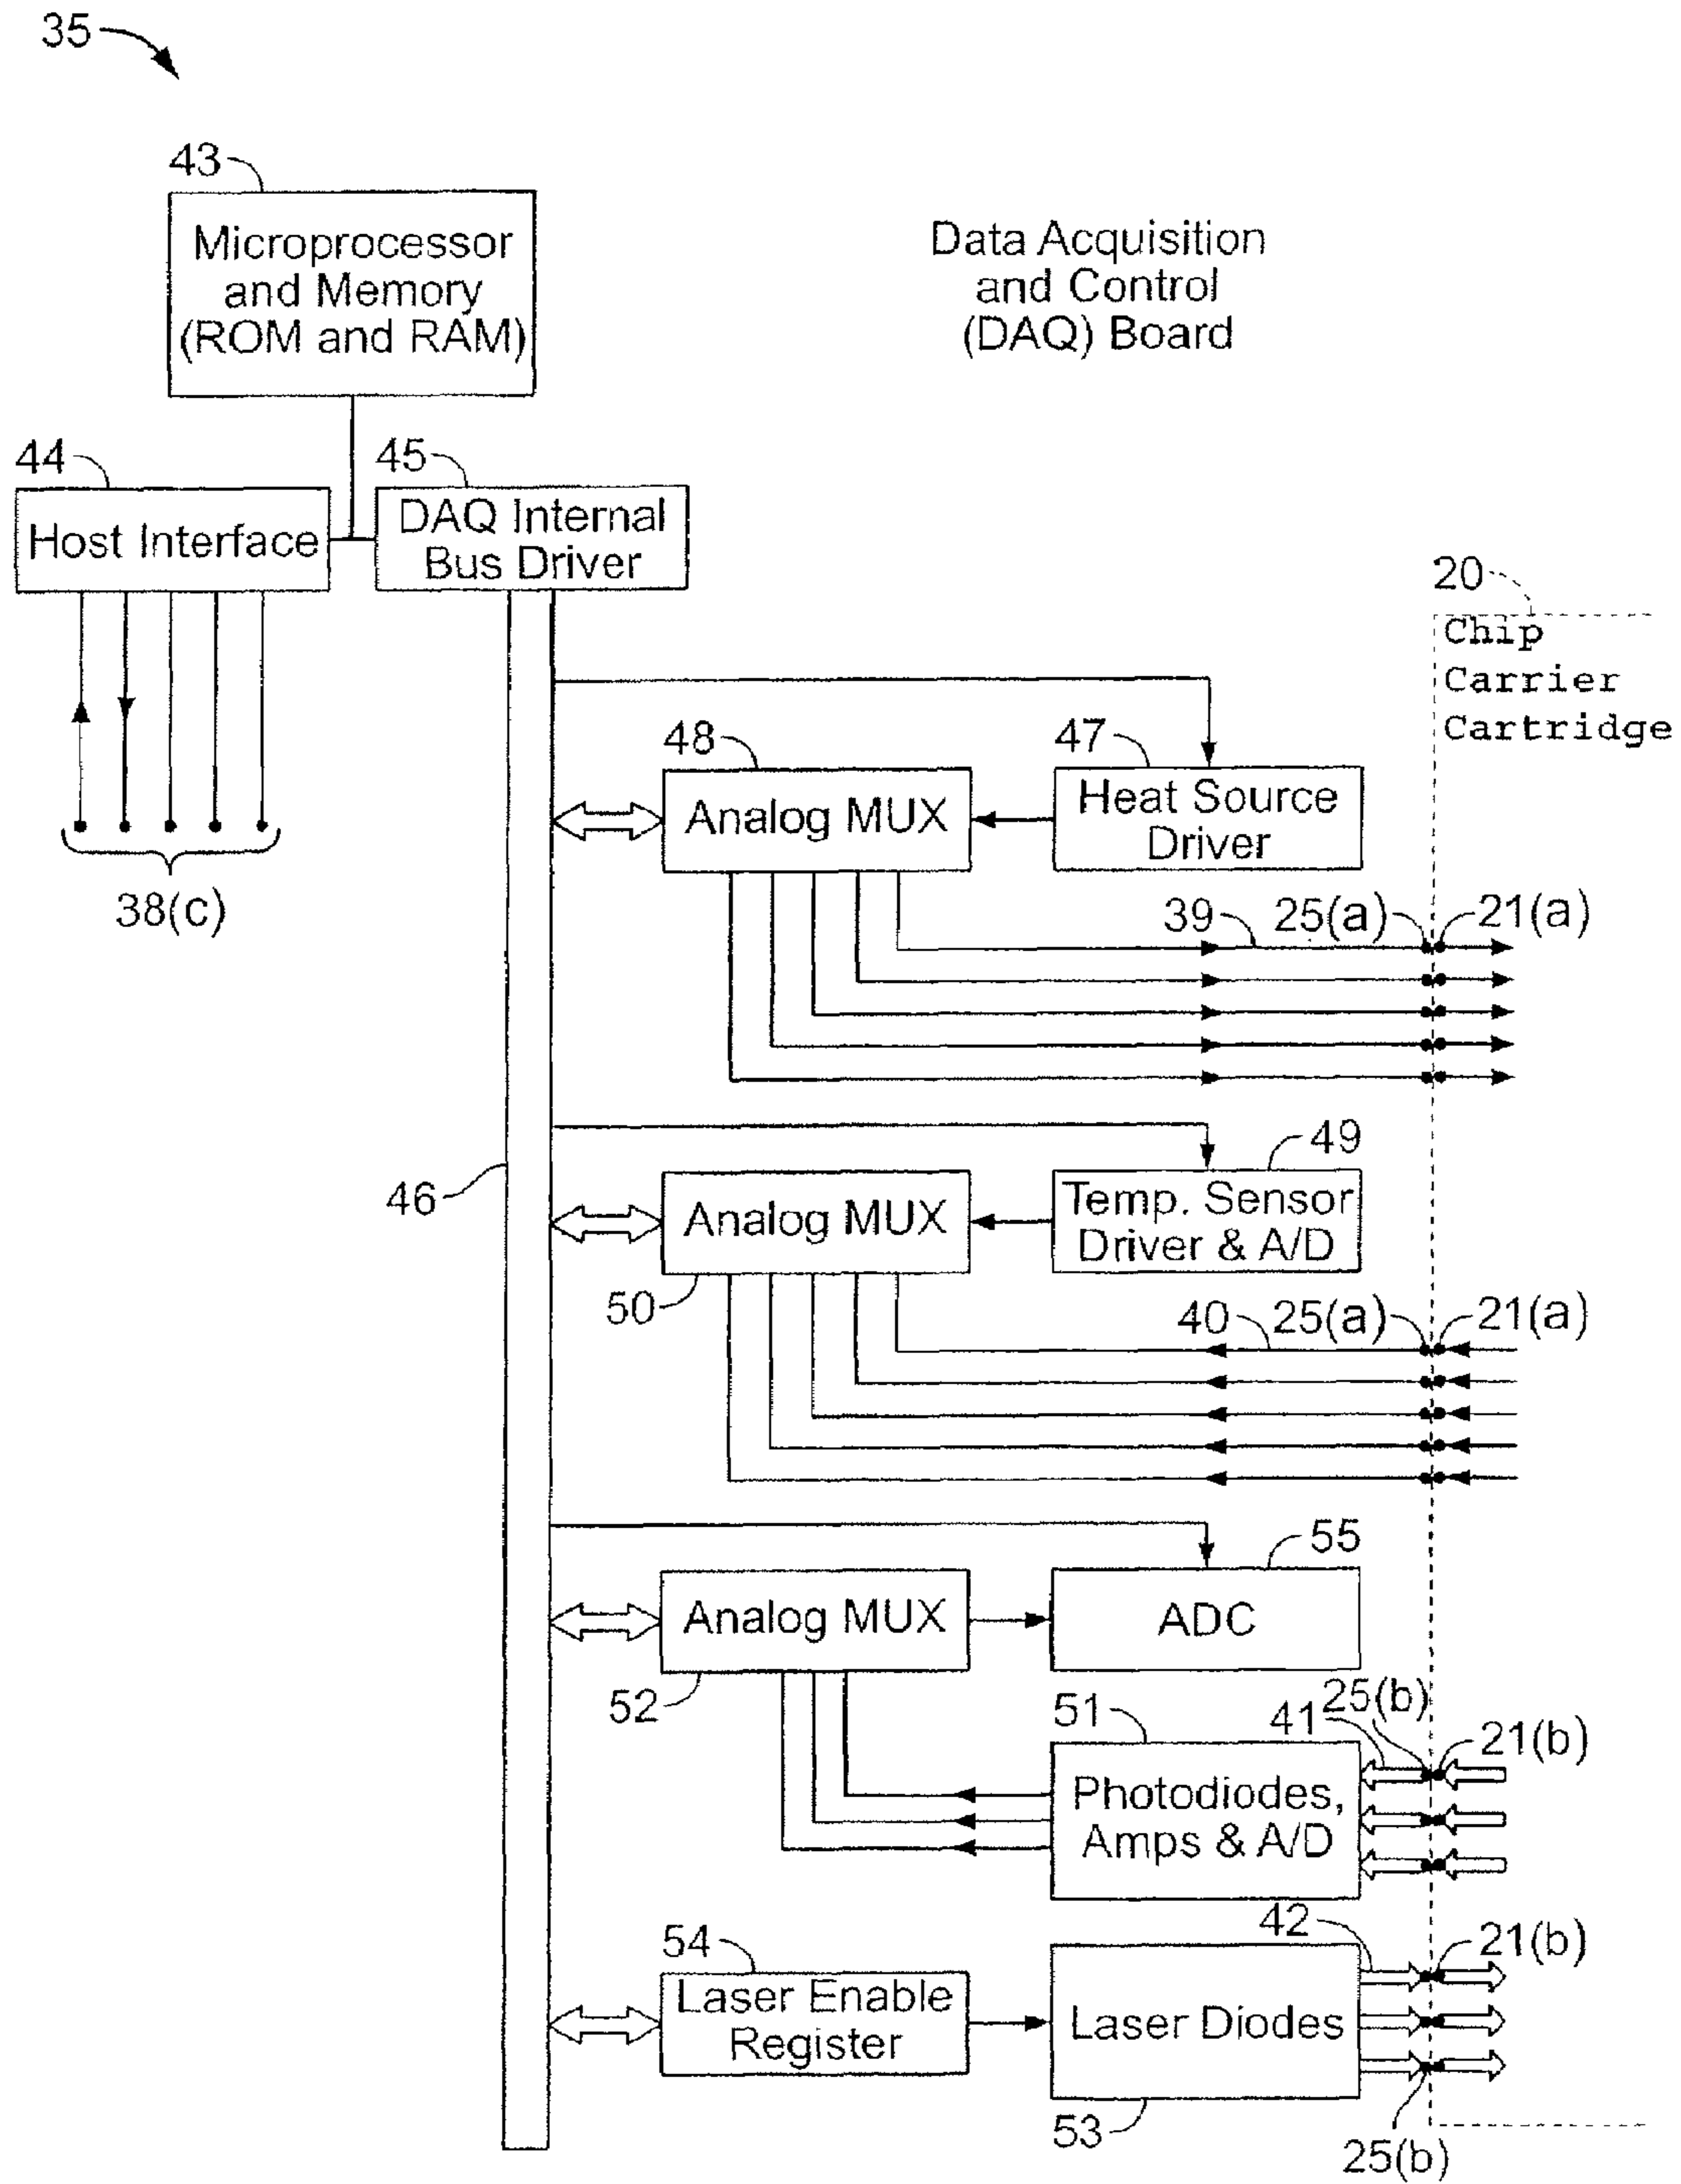 35
43
Microprocessor
and Memory
(ROM and RAM)
Data Acquisition
and Control
(DAQ) Board
44
Host Interface
45
DAQ Internal
Bus Driver
38(c)
20
Chip
Carrier
Cartridge
48
Analog MUX
47
Heat Source
Driver
39
25(a)
21(a)
46
49
Analog MUX
Temp. Sensor
Driver & A/D
50
40
25(a)
21(a)
55
Analog MUX
ADC
52
51
41
25(b)
21(b)
Photodiodes,
Amps & A/D
54
Laser Enable
Register
42
21(b)
Laser Diodes
53
25(b)